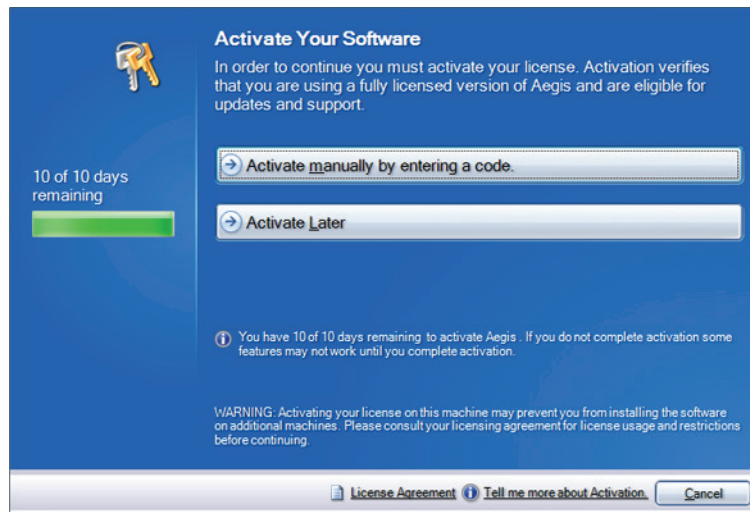 Activate Your Software
In order to continue you must activate your license. Activation verifies
that you are using a fully licensed version of Aegis and are eligible for
updates and support.
10 of 10 days
remaining
Activate manually by entering a code.
Activate Later
You have 10 of 10 days remaining to activate Aegis . If you do not complete activation some
features may not work until you complete activation.
WARNING: Activating your license on this machine may prevent you from installing the software
on additional machines. Please consult your licensing agreement for license usage and restrictions
before continuing.
License Agreement Tell me more about Activation. Cancel